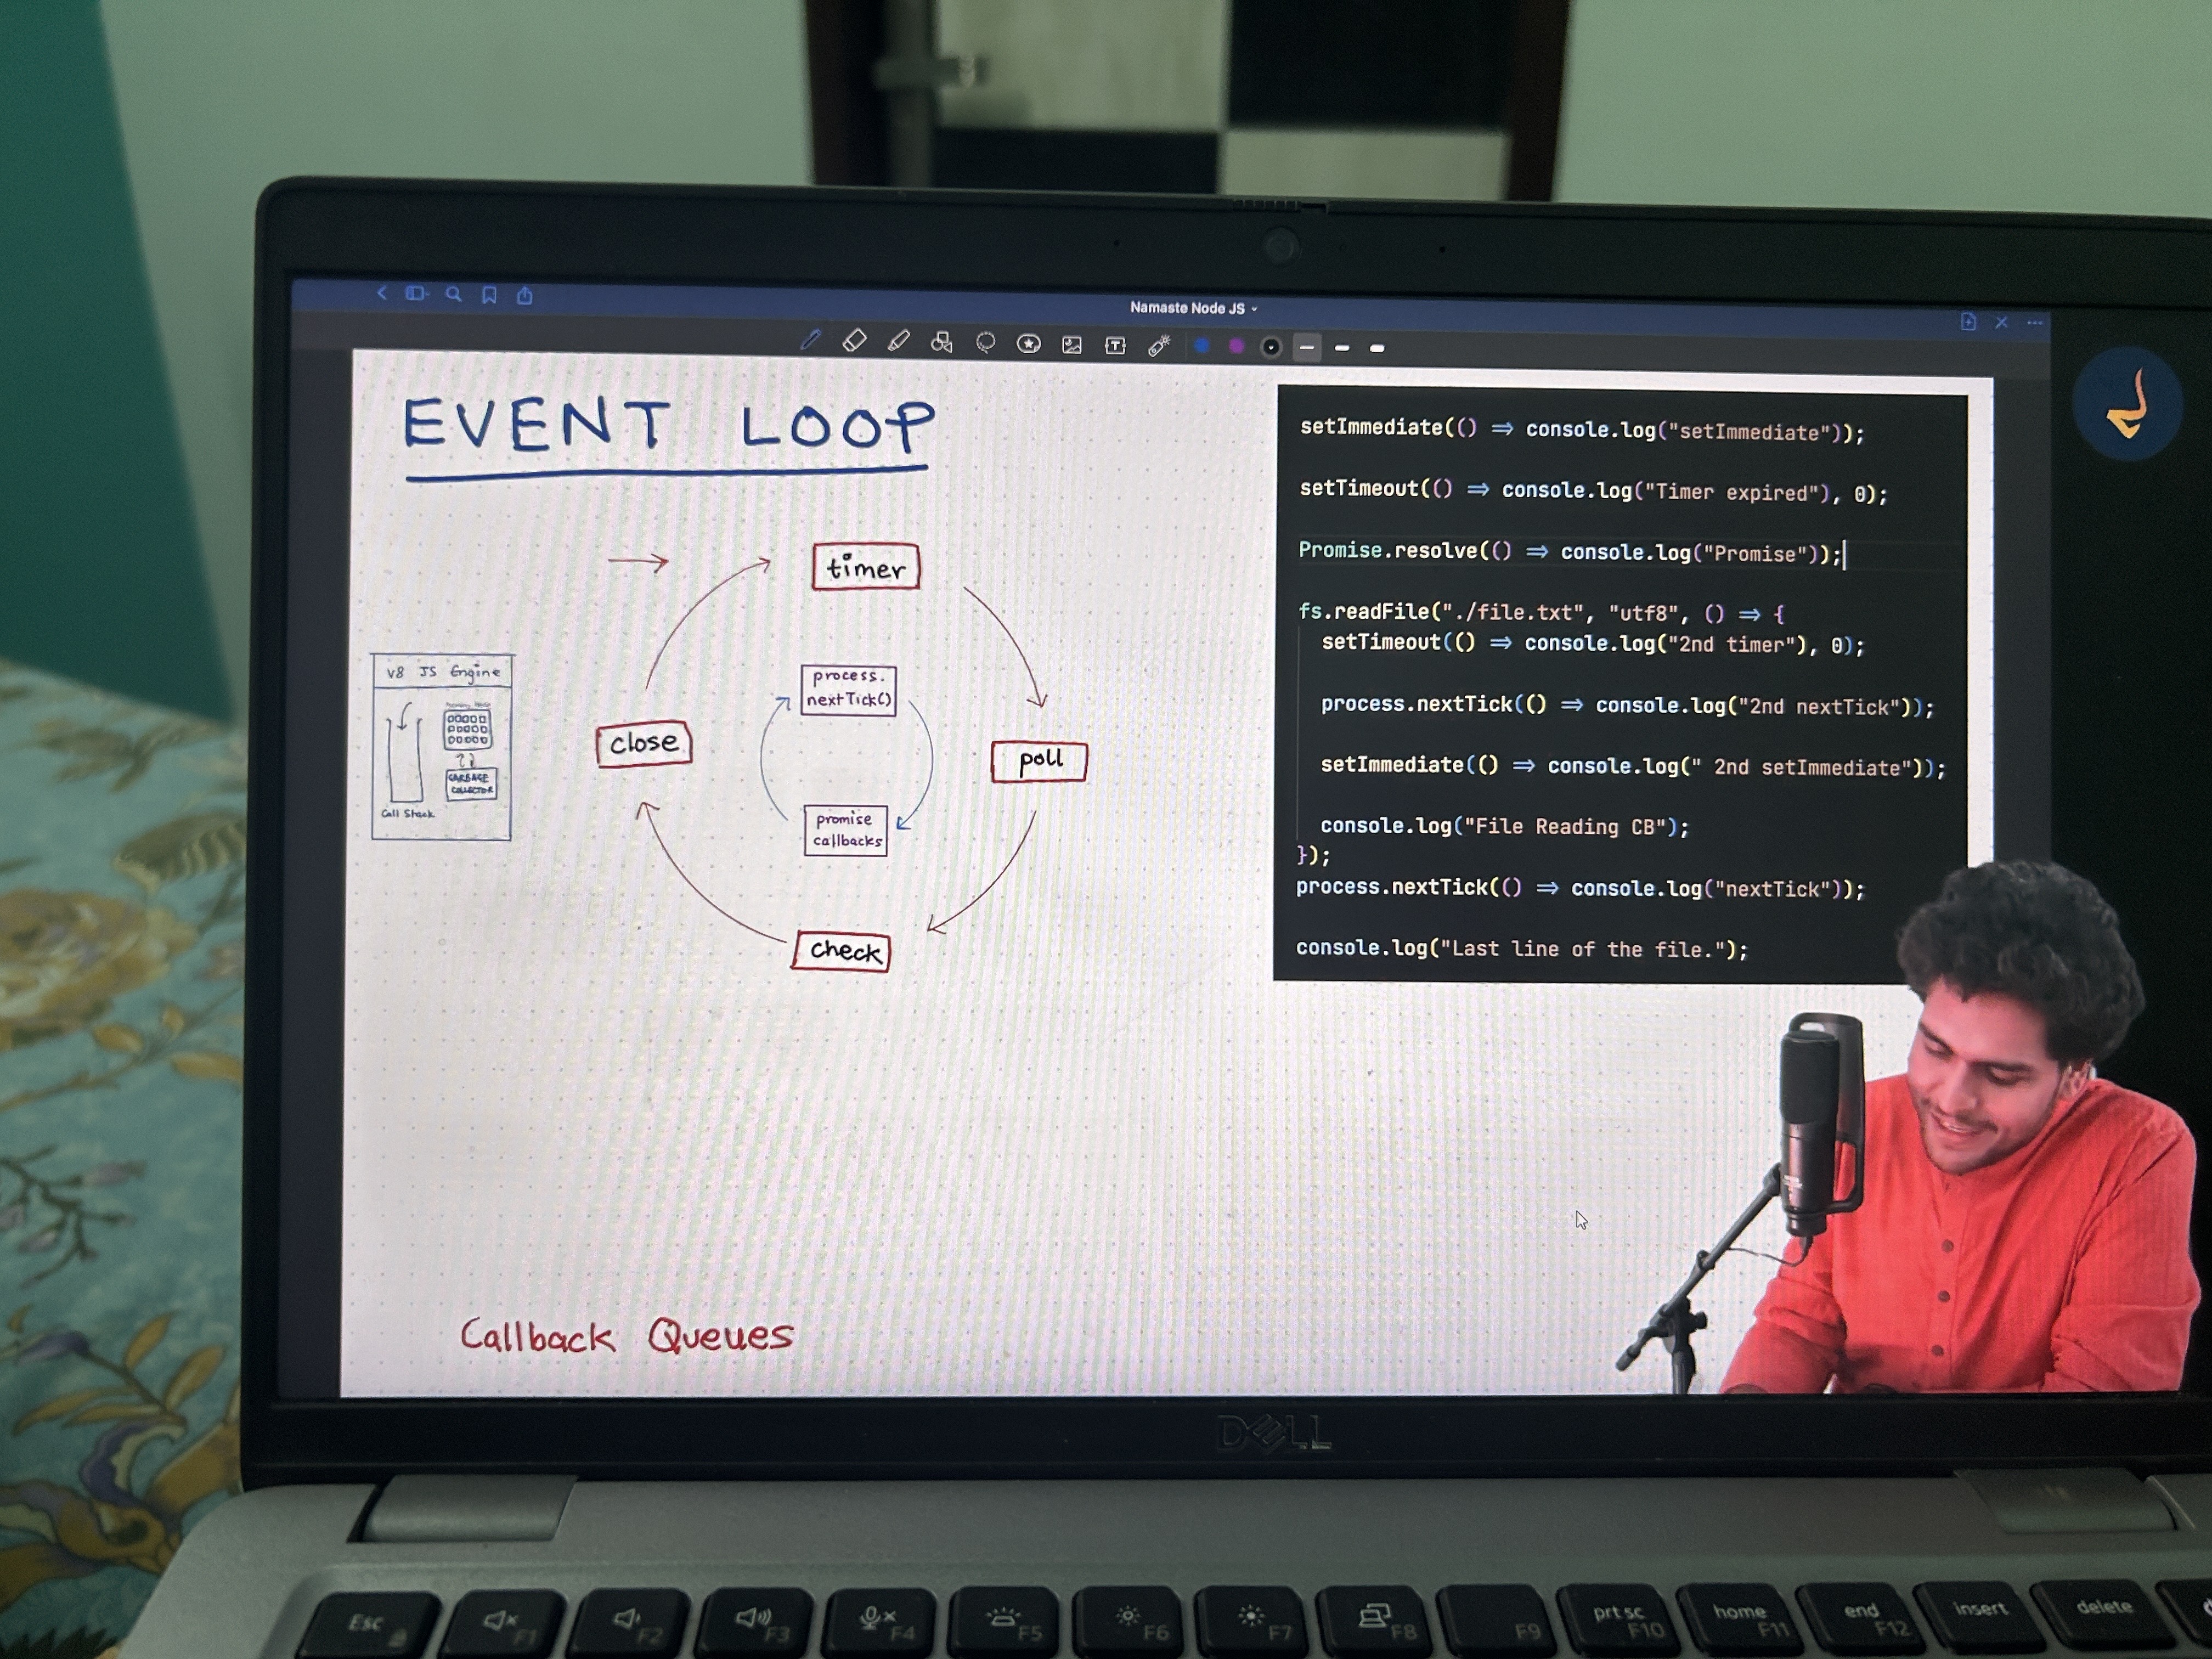 Namaste Node JS
EVENT LOOP
timer
process.
nextTick()
close
poll
promise
callbacks
check
V8 JS Engine
GARBAGE
COLLECTOR
Call Stack
Callback Queues
setImmediate(() => console.log("setImmediate"));
setTimeout(() => console.log("Timer expired"), 0);
Promise.resolve(() => console.log("Promise"));
fs.readFile("./file.txt", "utf8", () => {
setTimeout(() => console.log("2nd timer"), 0);
process.nextTick(() => console.log("2nd nextTick"));
setImmediate(() => console.log(" 2nd setImmediate"));
console.log("File Reading CB");
});
process.nextTick(() => console.log("nextTick"));
console.log("Last line of the file.");
DELL
Esc
F1
F2
F3
F4
F5
F6
F7
F8
F9
prt sc
F10
home
F11
end
F12
insert
delete